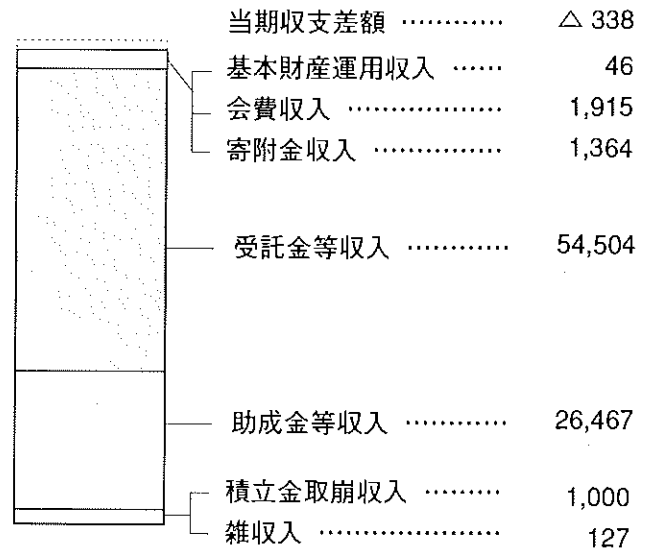 当期収支差額 ………… △ 338
基本財産運用収入 …… 46
会費収入 …………… 1,915
寄附金収入 …………… 1,364
受託金等収入 ………… 54,504
助成金等収入 ………… 26,467
積立金取崩収入 ……… 1,000
雑収入 ………………… 127